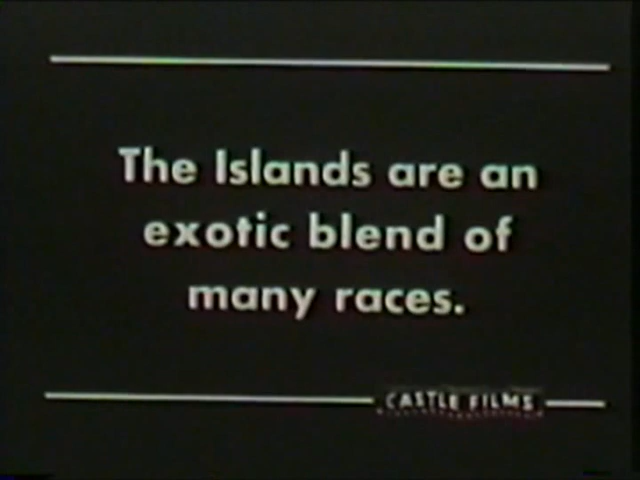 The Islands are an
exotic blend of
many races.
CASTLE FILMS